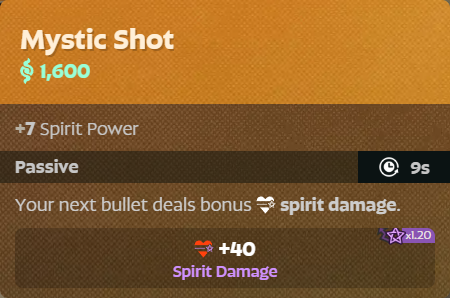 Mystic Shot
1,600
+7 Spirit Power
Passive
9s
Your next bullet deals bonus spirit damage.
x1.20
+40
Spirit Damage